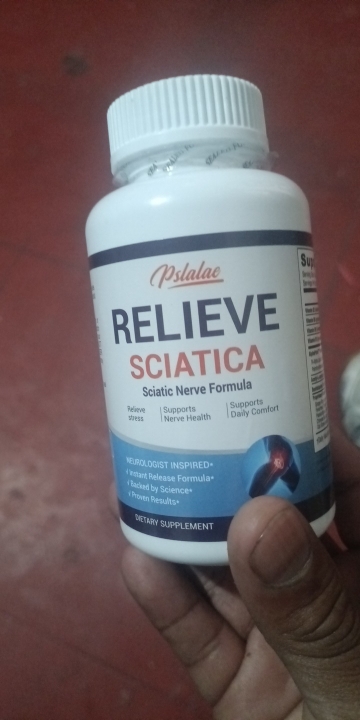 Pslalae
RELIEVE
SCIATICA
Sciatic Nerve Formula
Relieve stress
Supports Nerve Health
Supports Daily Comfort
NEUROLOGIST INSPIRED*
√ Instant Release Formula*
√ Backed by Science*
√ Proven Results*
DIETARY SUPPLEMENT
Sup